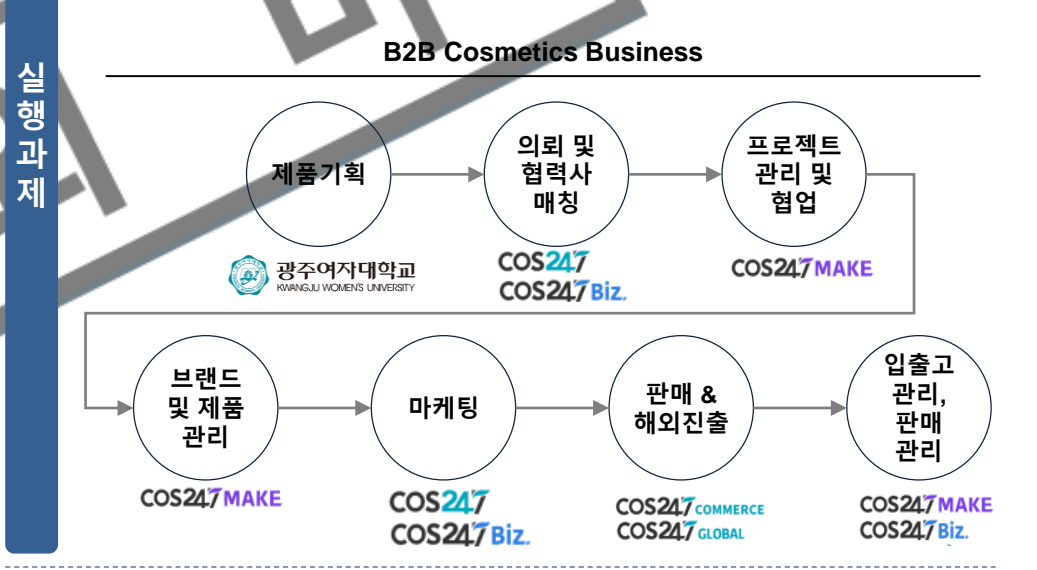 실
행
과
제
B2B Cosmetics Business
제품기획
의뢰 및
협력사
매칭
프로젝트
관리 및
협업
광주여자대학교
KWANGJU WOMEN'S UNIVERSITY
COS247
COS247 Biz.
COS247 MAKE
브랜드
및 제품
관리
마케팅
판매 &
해외진출
입출고
관리,
판매
관리
COS247 MAKE
COS247
COS247 Biz.
COS247 COMMERCE
COS247 GLOBAL
COS247 MAKE
COS247 Biz.